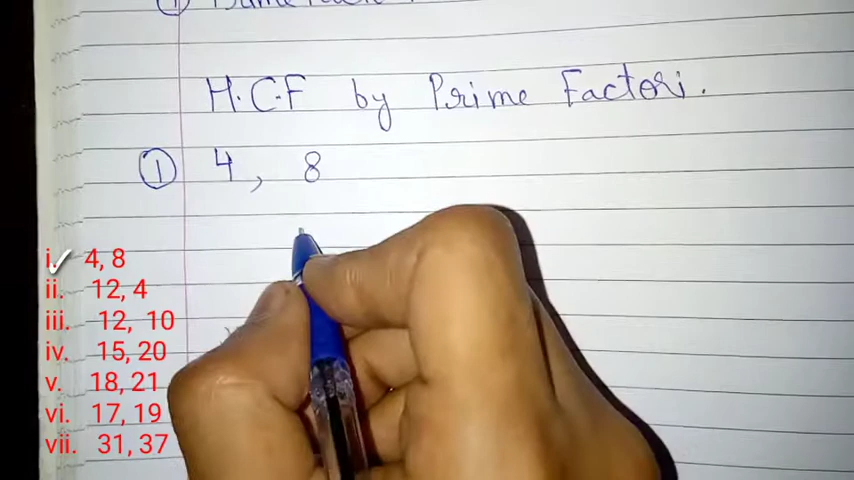 H.C.F by Prime Factori.
① 4, 8
i. 4, 8
ii. 12, 4
iii. 12, 10
iv. 15, 20
v. 18, 21
vi. 17, 19
vii. 31, 37